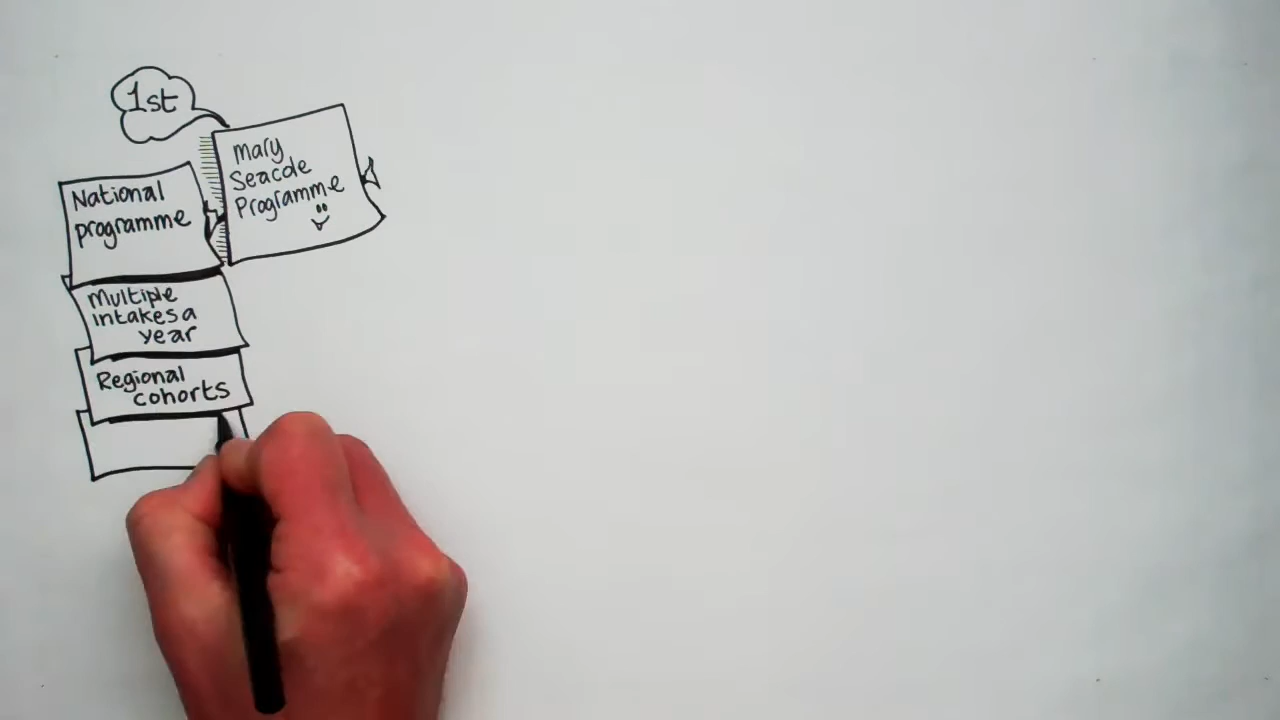 1st
Mary
Seacole
Programme
National
programme
Multiple
intakes a
year
Regional
cohorts